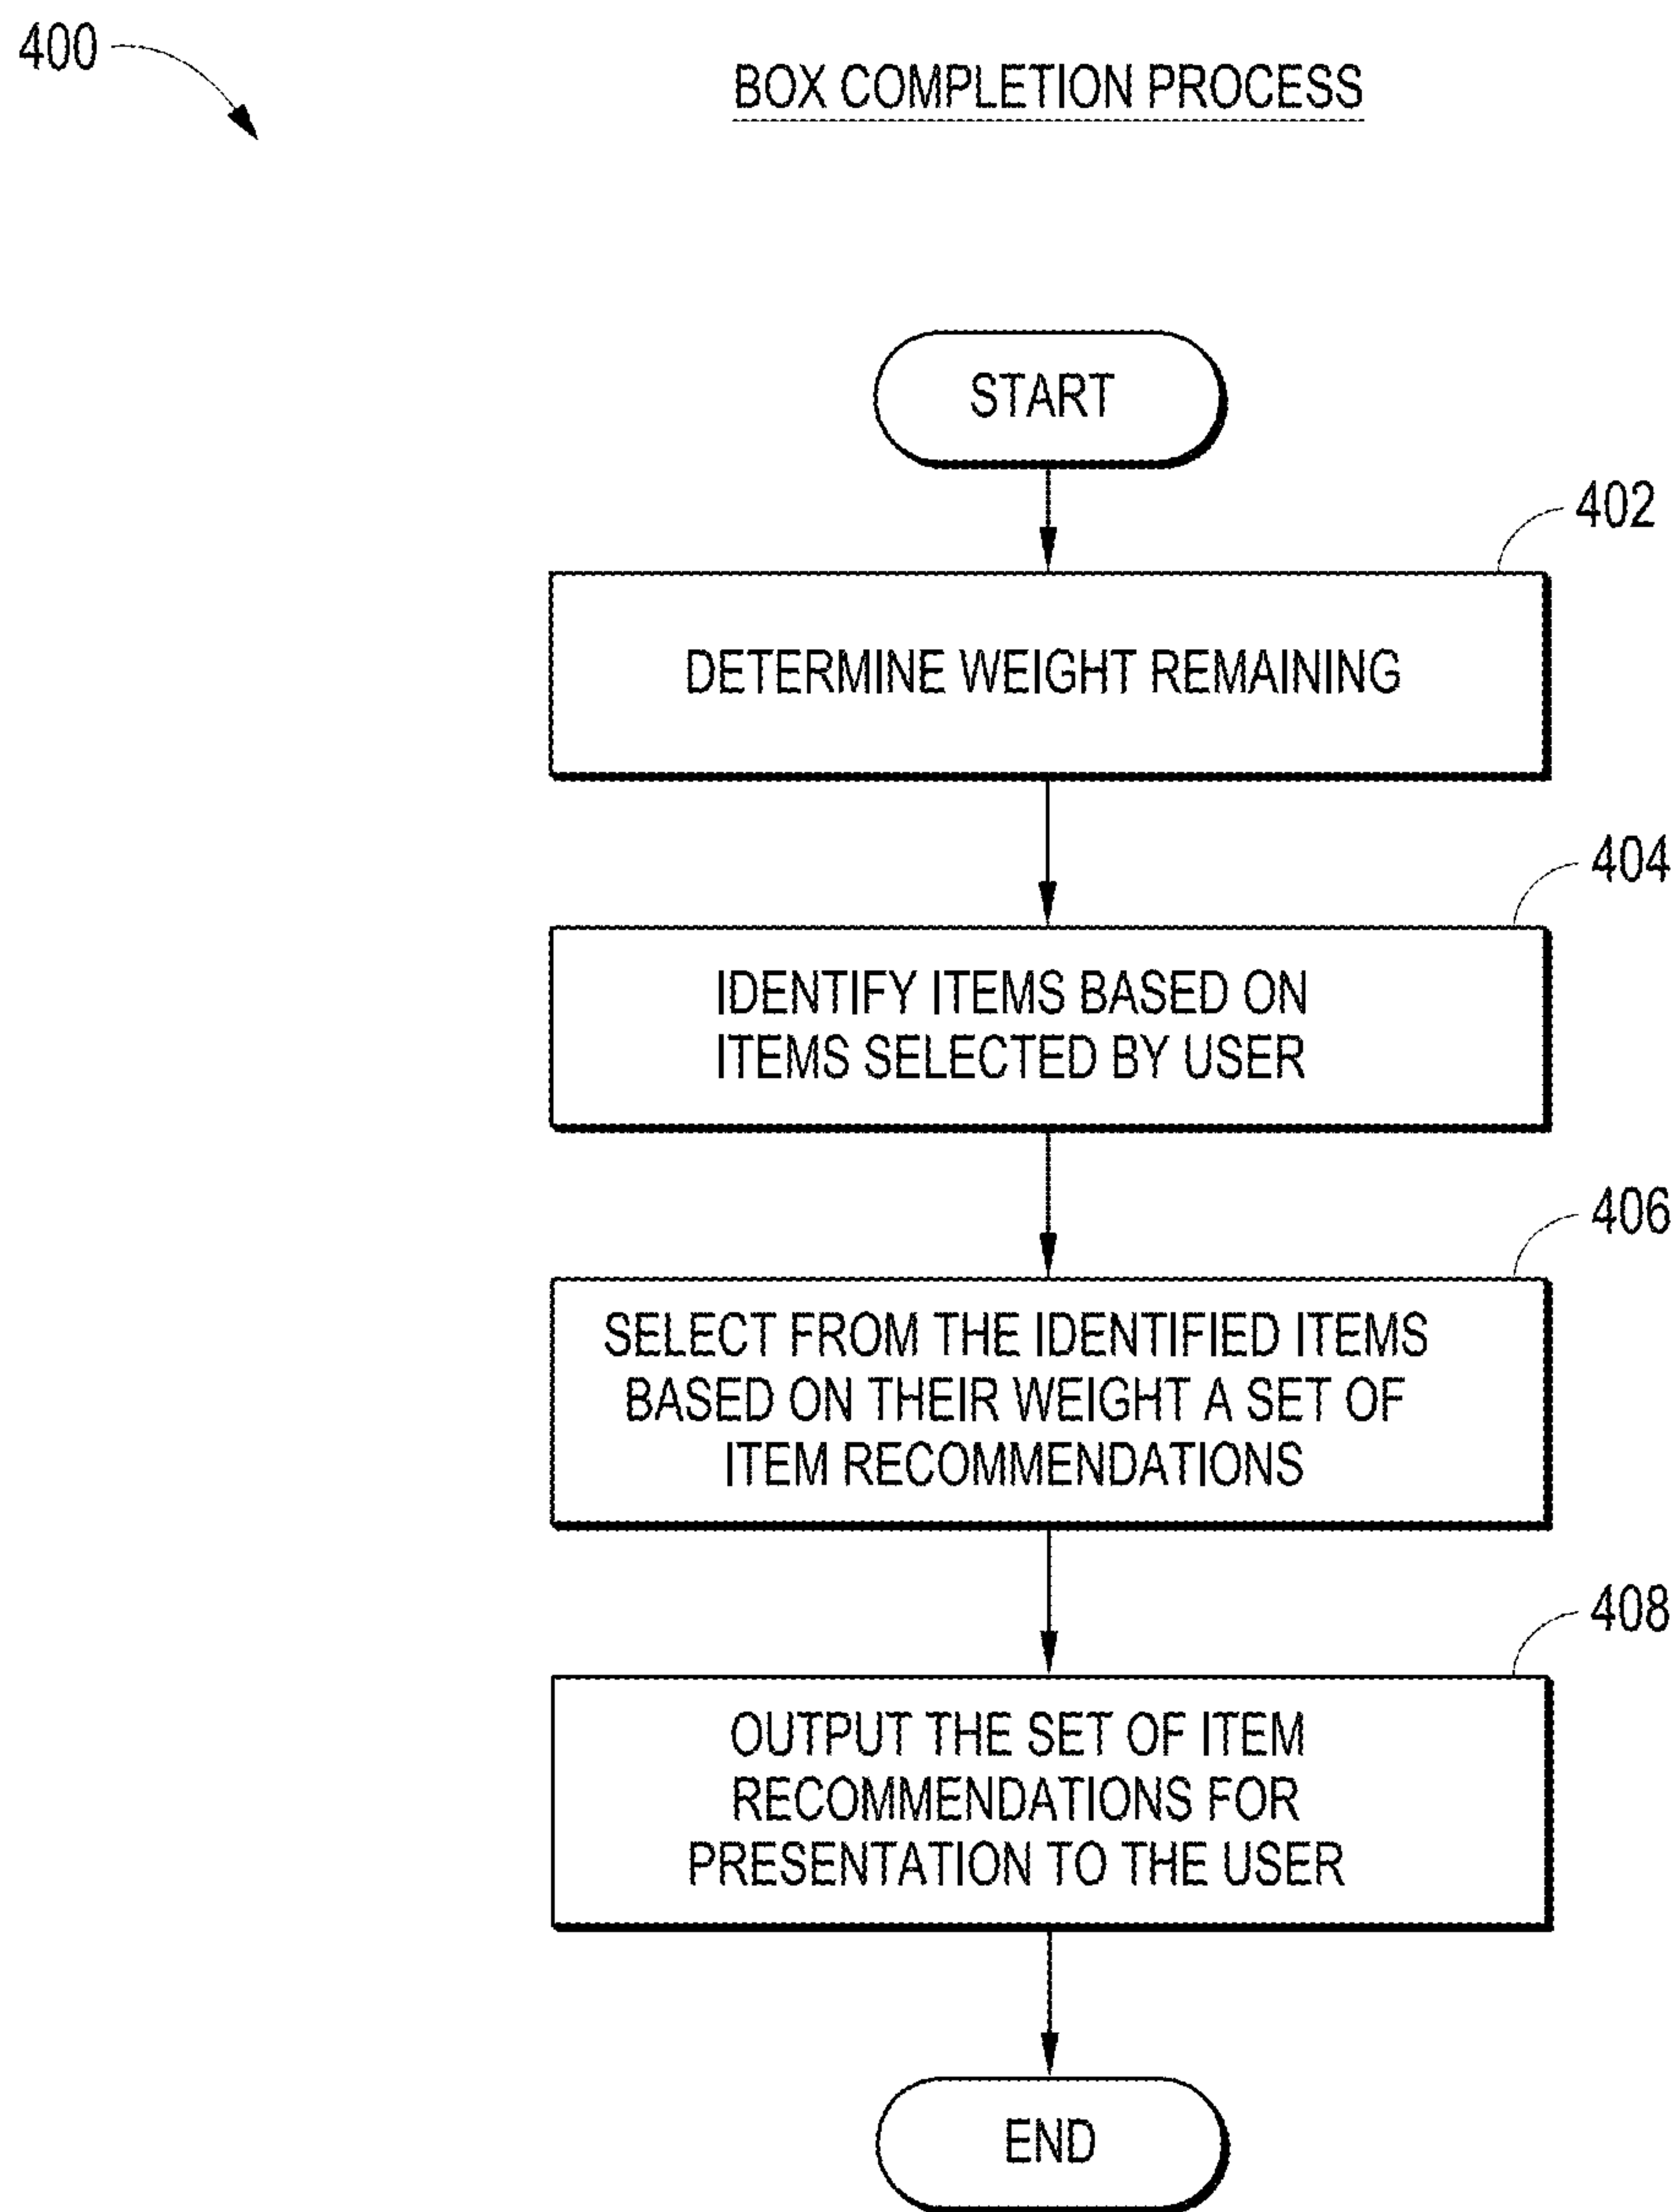 400
BOX COMPLETION PROCESS
START
402
DETERMINE WEIGHT REMAINING
404
IDENTIFY ITEMS BASED ON
ITEMS SELECTED BY USER
406
SELECT FROM THE IDENTIFIED ITEMS
BASED ON THEIR WEIGHT A SET OF
ITEM RECOMMENDATIONS
408
OUTPUT THE SET OF ITEM
RECOMMENDATIONS FOR
PRESENTATION TO THE USER
END